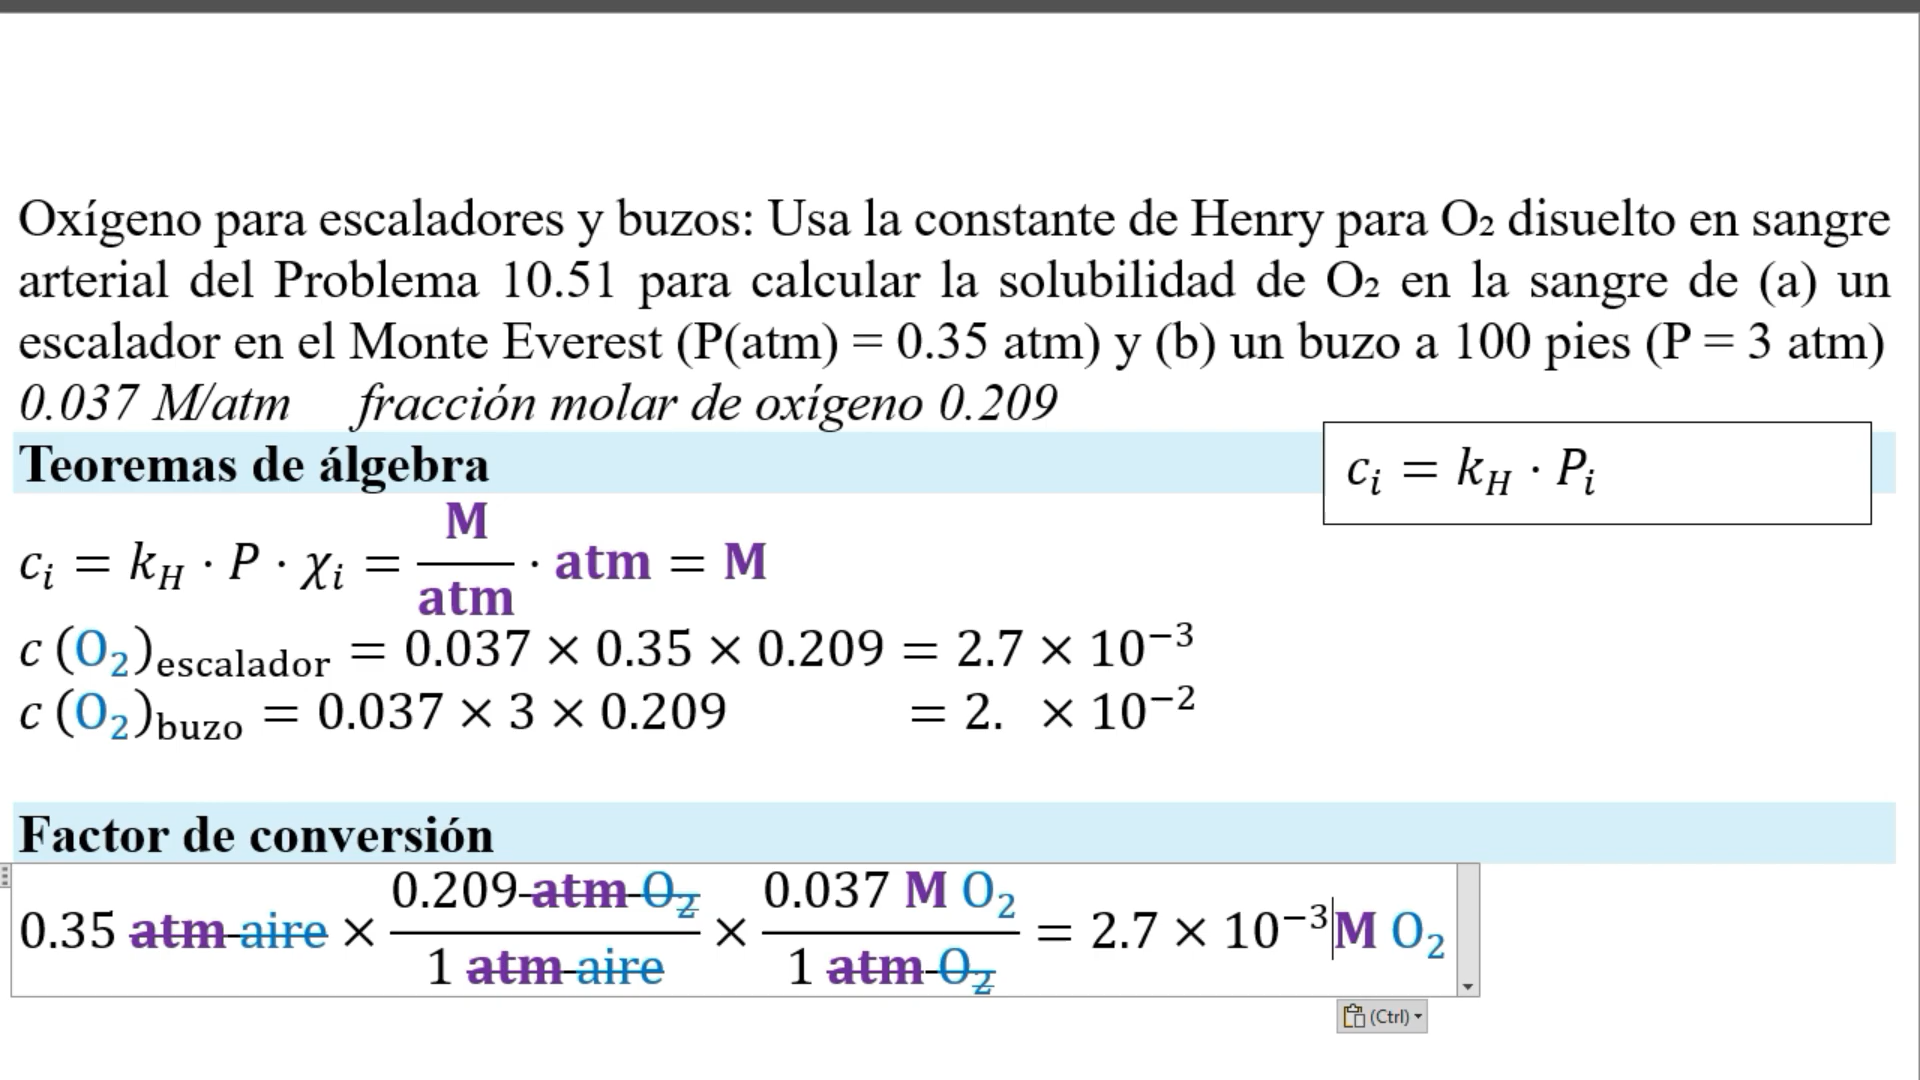 Oxígeno para escaladores y buzos: Usa la constante de Henry para O₂ disuelto en sangre
arterial del Problema 10.51 para calcular la solubilidad de O₂ en la sangre de (a) un
escalador en el Monte Everest (P(atm) = 0.35 atm) y (b) un buzo a 100 pies (P = 3 atm)
0.037 M/atm fracción molar de oxígeno 0.209
Teoremas de álgebra
cᵢ = k_H · Pᵢ
cᵢ = k_H · P · χᵢ = M/atm · atm = M
c (O₂)escalador = 0.037 × 0.35 × 0.209 = 2.7 × 10⁻³
c (O₂)buzo = 0.037 × 3 × 0.209 = 2. × 10⁻²
Factor de conversión
0.35 atm aire × 0.209 atm O₂ / 1 atm aire × 0.037 M O₂ / 1 atm O₂ = 2.7 × 10⁻³ M O₂
(Ctrl)